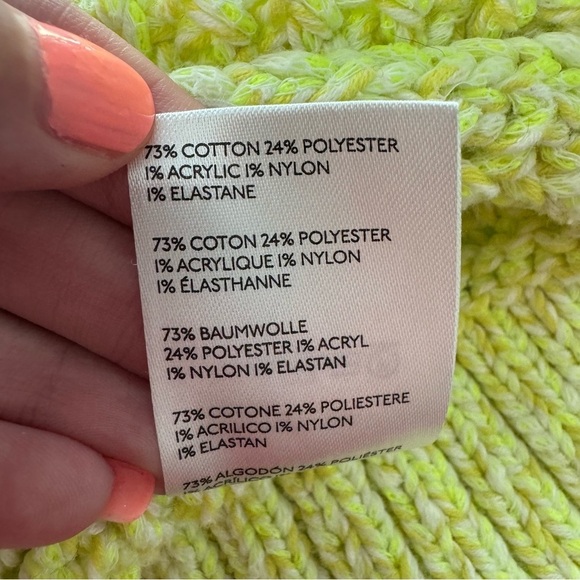 73% COTTON 24% POLYESTER
1% ACRYLIC 1% NYLON
1% ELASTANE
73% COTON 24% POLYESTER
1% ACRYLIQUE 1% NYLON
1% ÉLASTHANNE
73% BAUMWOLLE
24% POLYESTER 1% ACRYL
1% NYLON 1% ELASTAN
73% COTONE 24% POLIESTERE
1% ACRILICO 1% NYLON
1% ELASTAN
73% ALGODÓN 24% POLIÉSTER